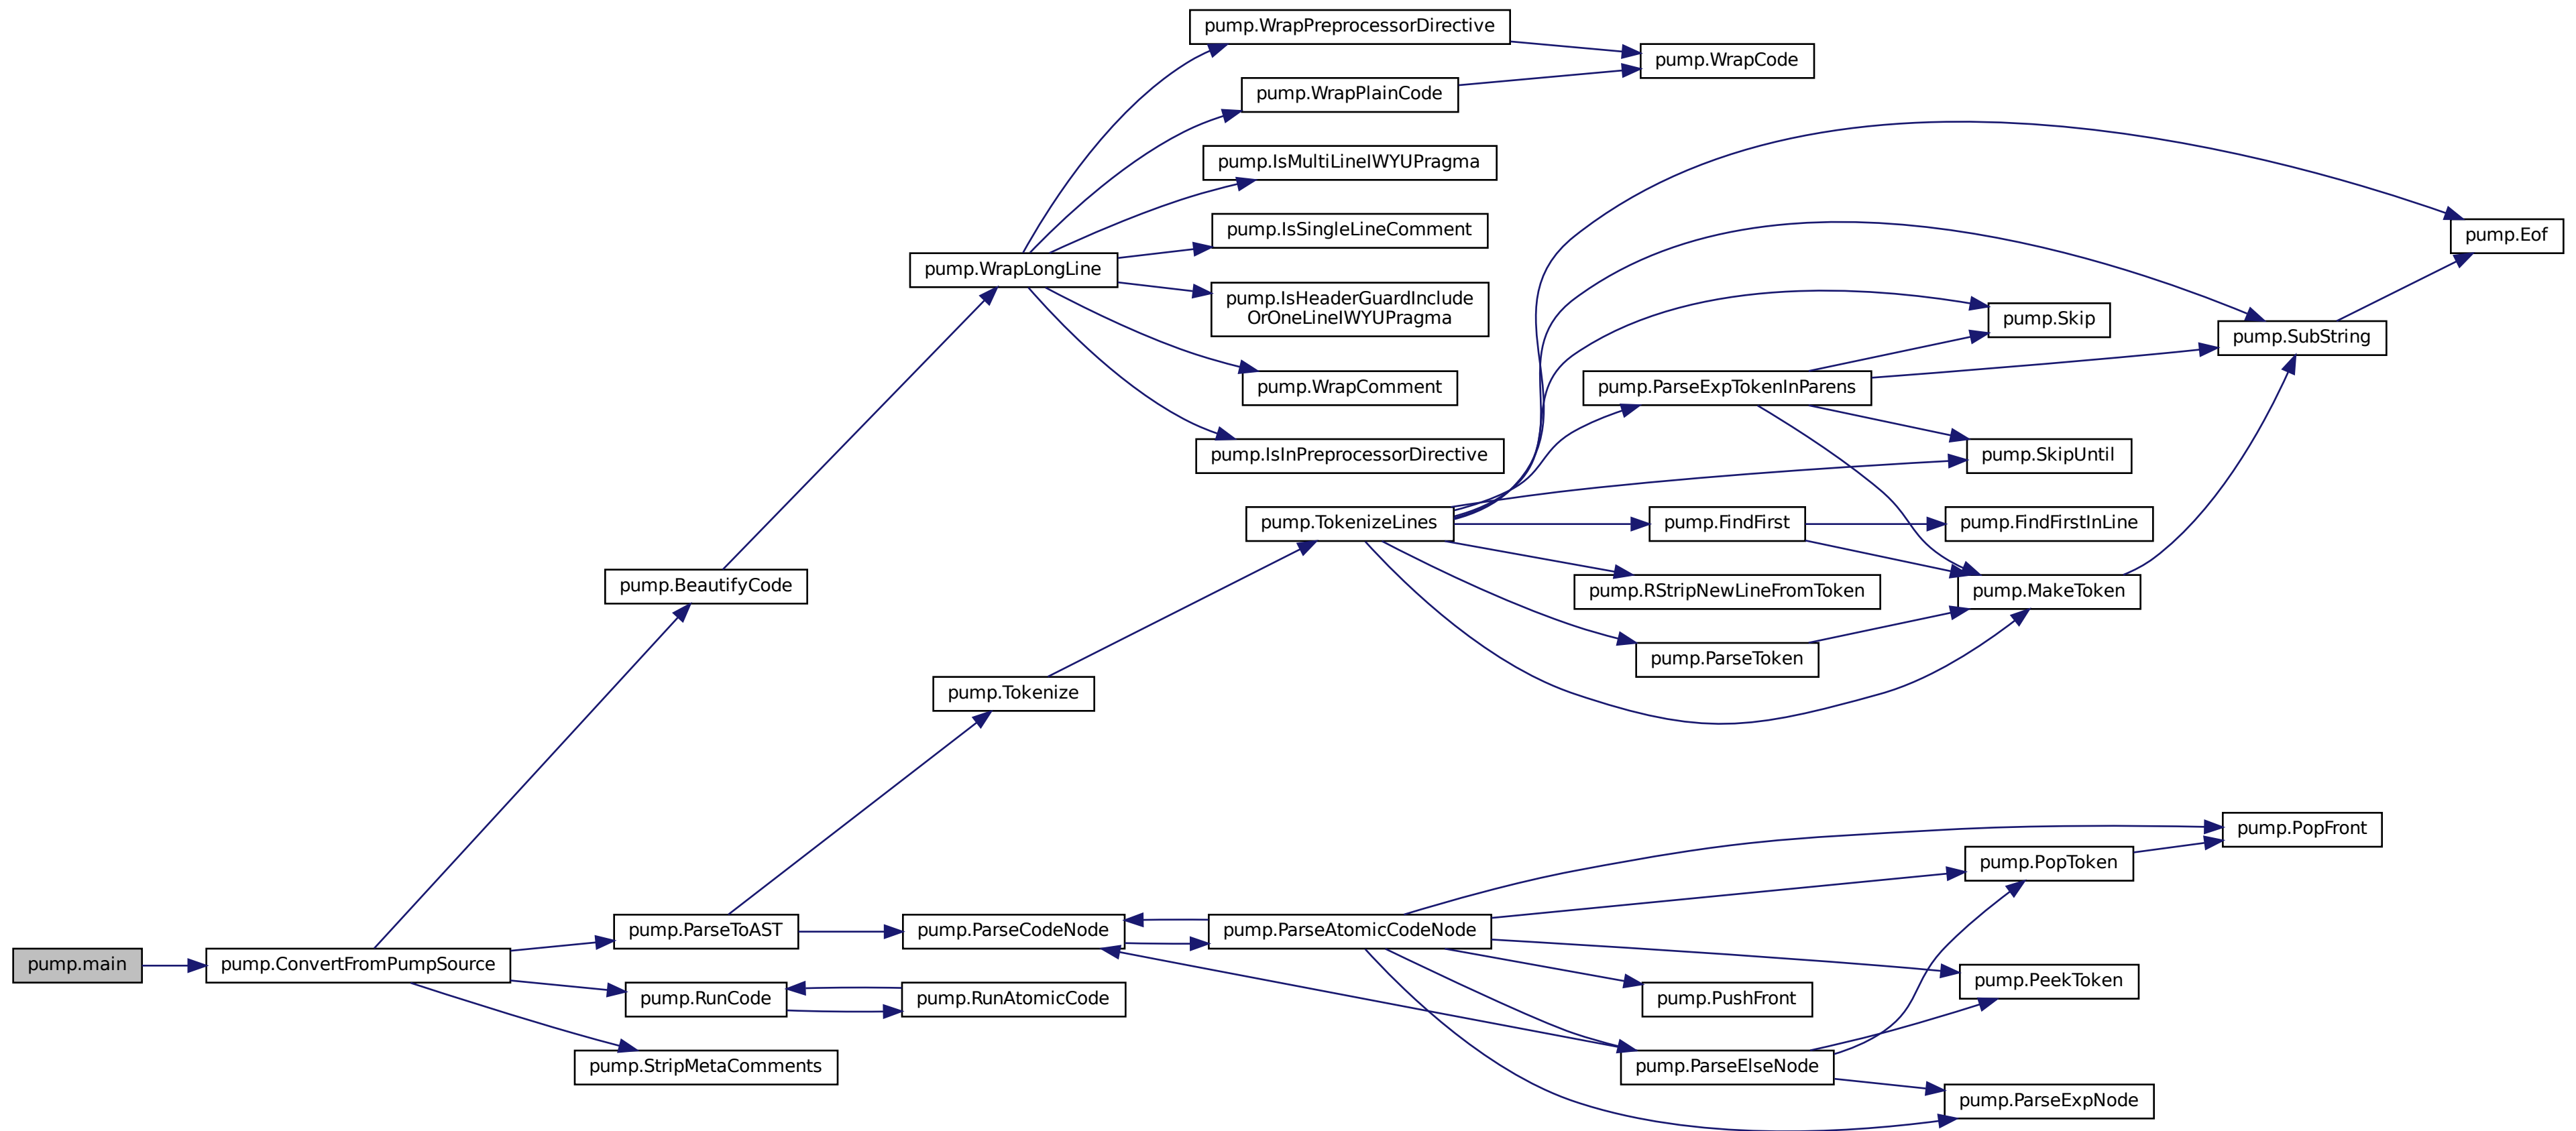 pump.WrapPreprocessorDirective
pump.WrapCode
pump.WrapPlainCode
pump.IsMultiLineIWYUPragma
pump.IsSingleLineComment
pump.Eof
pump.WrapLongLine
pump.IsHeaderGuardInclude
OrOneLineIWYUPragma
pump.Skip
pump.SubString
pump.WrapComment
pump.ParseExpTokenInParens
pump.IsInPreprocessorDirective
pump.SkipUntil
pump.TokenizeLines
pump.FindFirst
pump.FindFirstInLine
pump.BeautifyCode
pump.RStripNewLineFromToken
pump.MakeToken
pump.ParseToken
pump.Tokenize
pump.PopFront
pump.PopToken
pump.ParseToAST
pump.ParseCodeNode
pump.ParseAtomicCodeNode
pump.main
pump.ConvertFromPumpSource
pump.PeekToken
pump.RunCode
pump.RunAtomicCode
pump.PushFront
pump.StripMetaComments
pump.ParseElseNode
pump.ParseExpNode